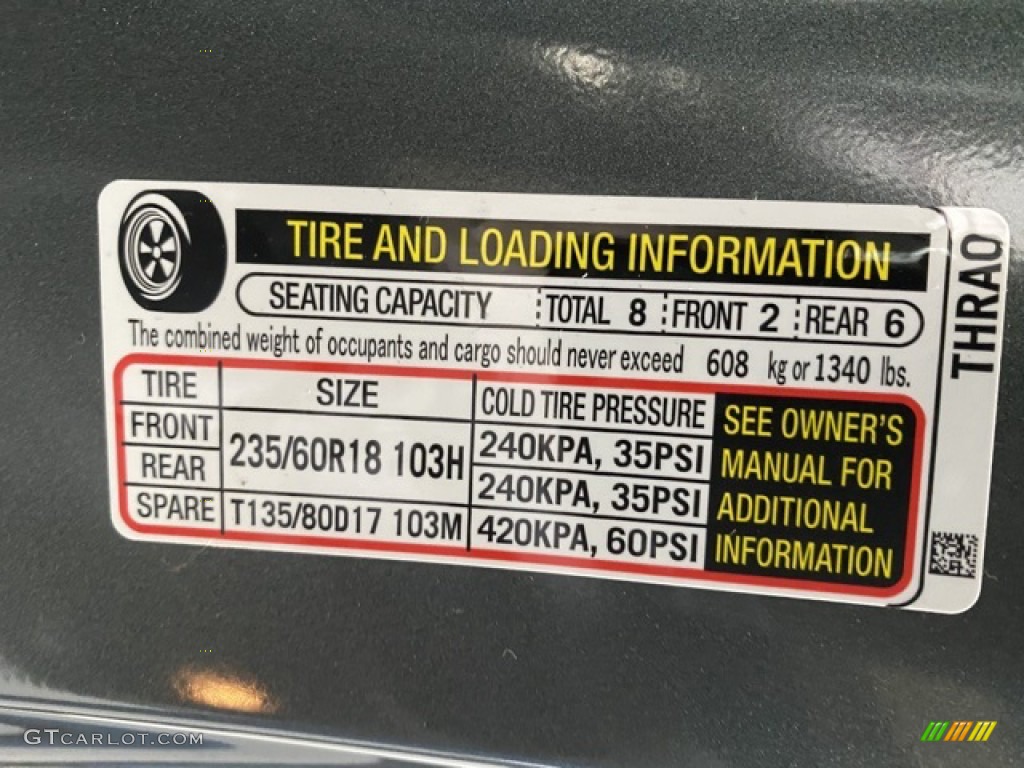 TIRE AND LOADING INFORMATION
SEATING CAPACITY TOTAL 8 FRONT 2 REAR 6
The combined weight of occupants and cargo should never exceed 608 kg or 1340 lbs.
TIRE SIZE COLD TIRE PRESSURE
FRONT 235/60R18 103H 240KPA, 35PSI
REAR 240KPA, 35PSI
SPARE T135/80D17 103M 420KPA, 60PSI
SEE OWNER'S
MANUAL FOR
ADDITIONAL
INFORMATION
THRA0
GTCARLOT.COM